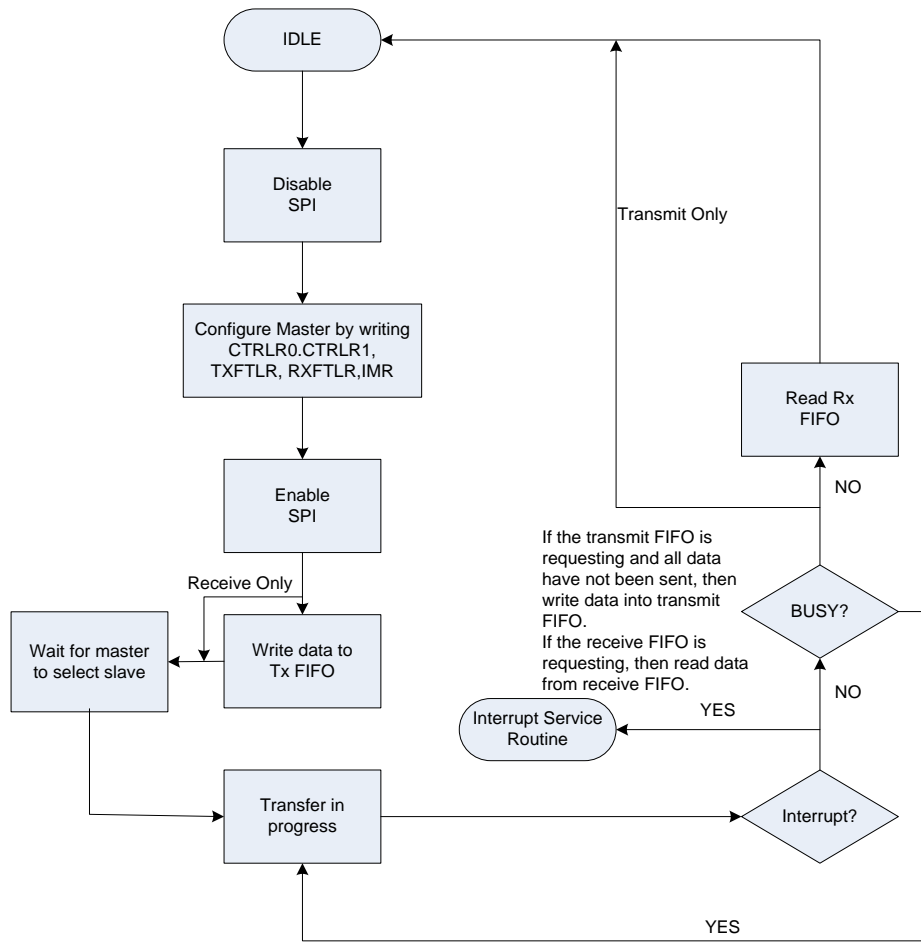 IDLE
Disable
SPI
Transmit Only
Configure Master by writing
CTRLR0.CTRLR1,
TXFTLR, RXFTLR,IMR
Read Rx
FIFO
Enable
SPI
NO
If the transmit FIFO is
requesting and all data
have not been sent, then
write data into transmit
FIFO.
If the receive FIFO is
requesting, then read data
from receive FIFO.
Receive Only
BUSY?
Wait for master
to select slave
Write data to
Tx FIFO
NO
YES
Interrupt Service
Routine
Transfer in
progress
Interrupt?
YES